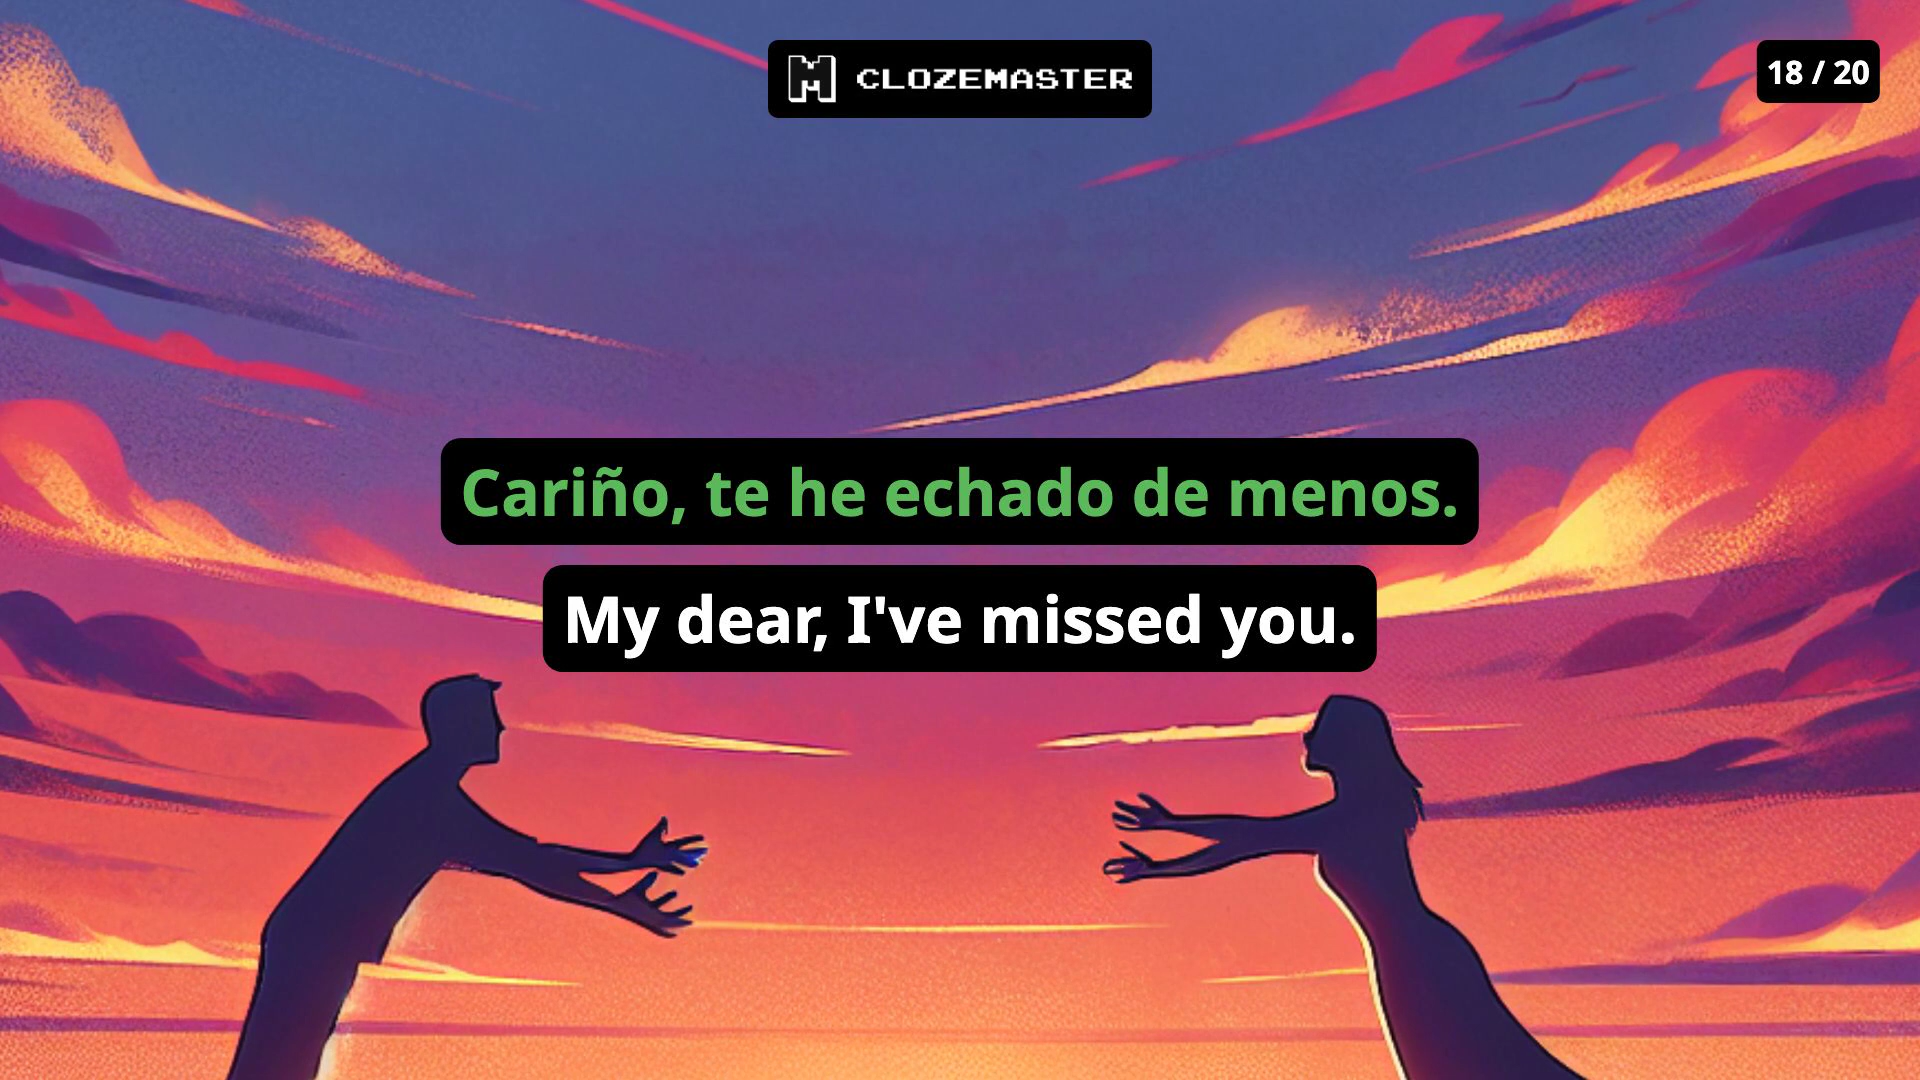 CLOZEMASTER
18 / 20
Cariño, te he echado de menos.
My dear, I've missed you.